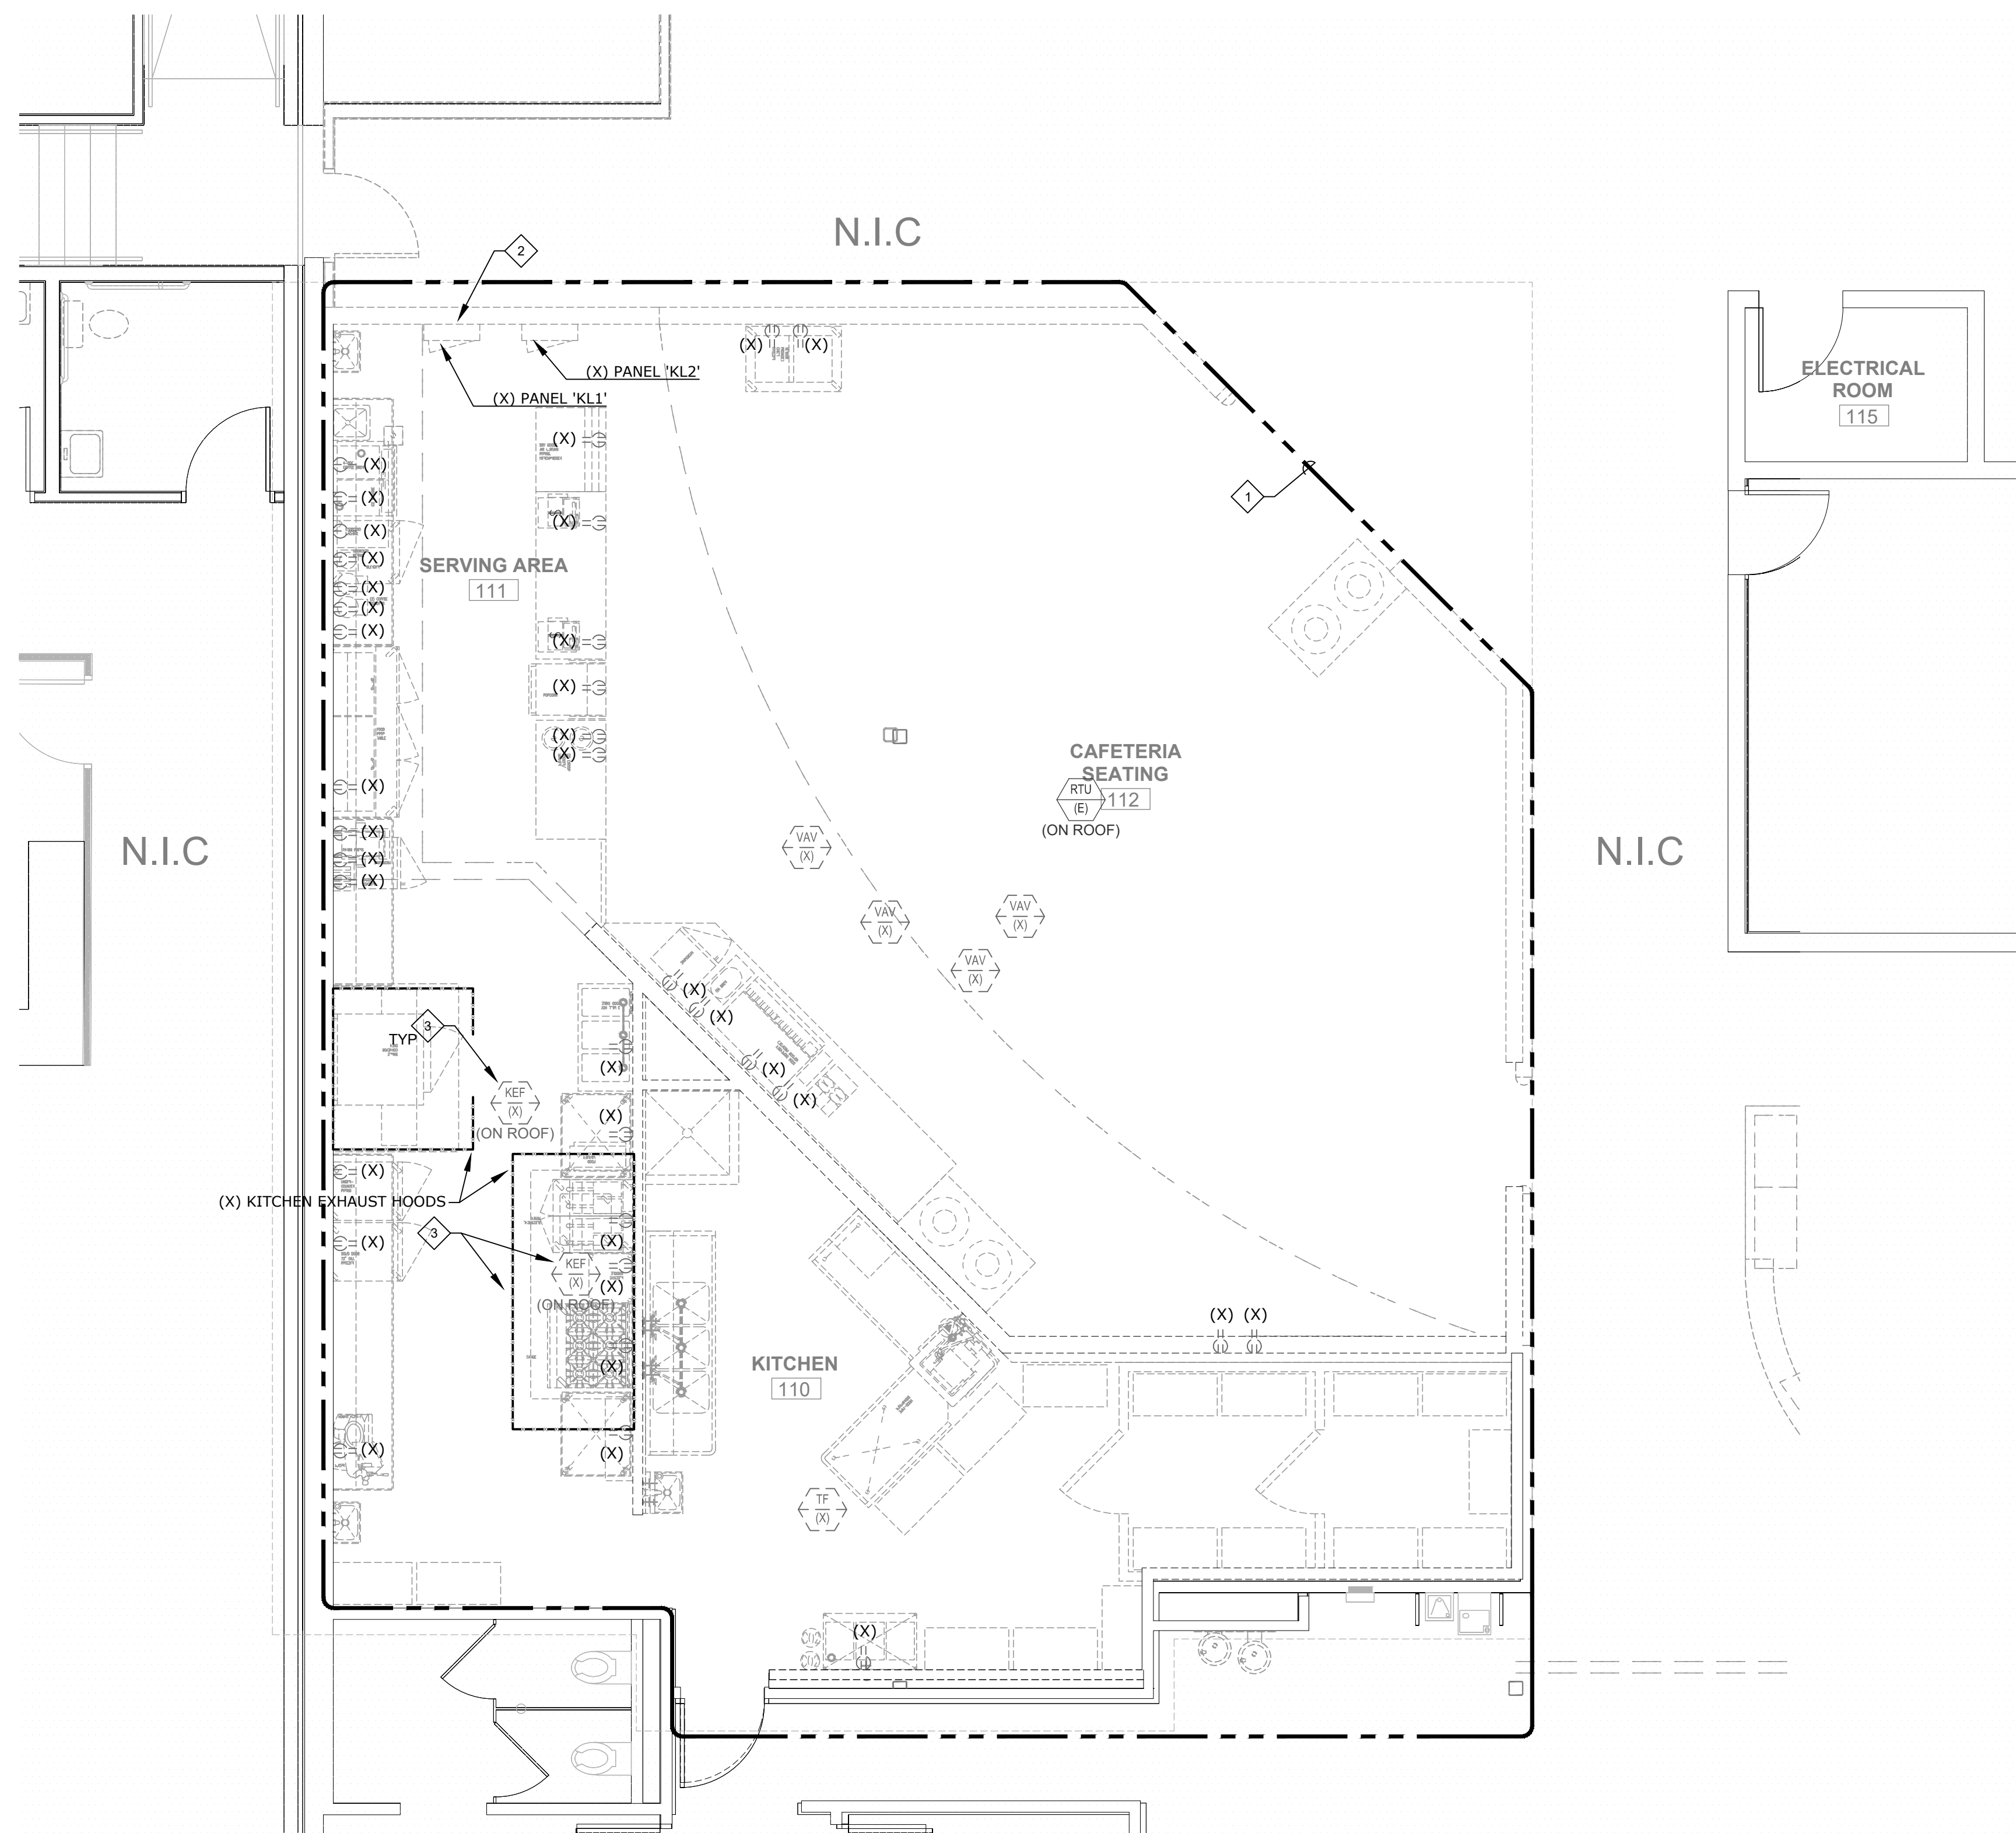 N.I.C
2
(X) PANEL 'KL2'
(X) PANEL 'KL1'
(X)
(X)
ELECTRICAL
ROOM
115
(X)
(X)
(X)
1
(X)
(X)
(X)
SERVING AREA
111
(X)
(X)
(X)
(X)
(X)
(X)
(X)
(X)
(X)
CAFETERIA
SEATING
112
RTU
(E)
(ON ROOF)
N.I.C
N.I.C
(X)
(X)
(X)
VAV
(X)
VAV
(X)
VAV
(X)
VAV
(X)
(X)
(X)
(X)
(X)
3
TYP
KEF
(X)
(ON ROOF)
(X)
(X)
(X)
(X) KITCHEN EXHAUST HOODS
3
(X)
(X)
KEF
(X)
(ON ROOF)
(X)
(X)
(X)
(X)
(X)
(X)
KITCHEN
110
TF
(X)
(X)